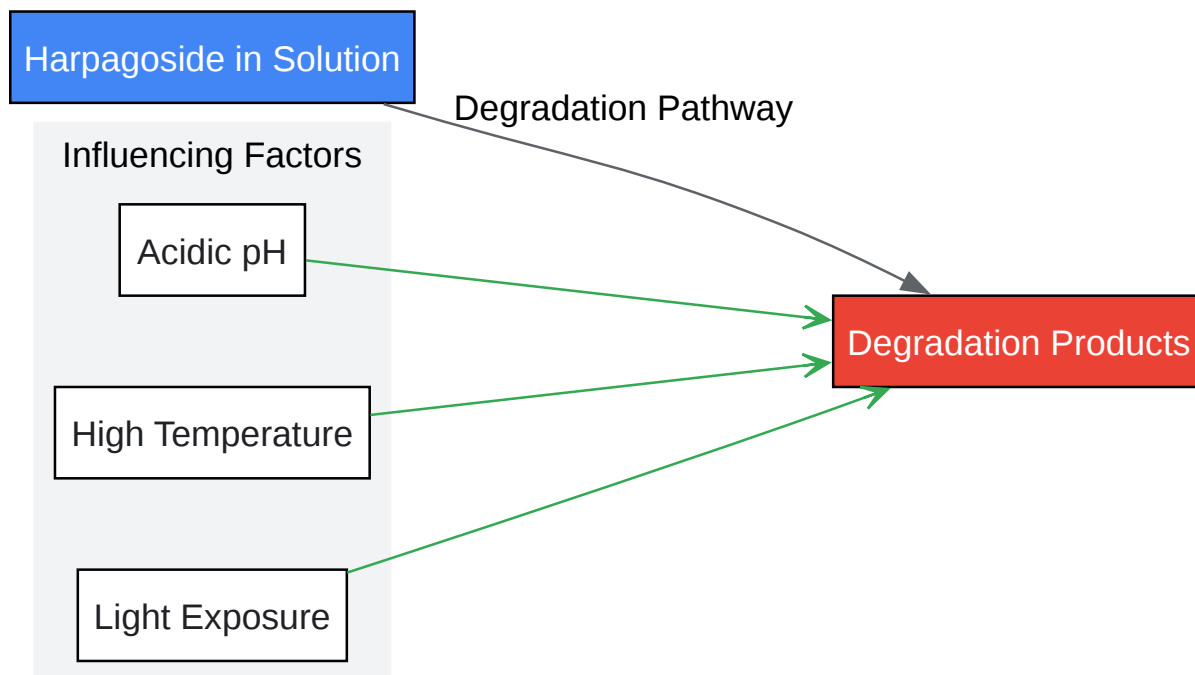 Harpagoside in Solution
Degradation Pathway
Influencing Factors
Acidic pH
High Temperature
Light Exposure
Degradation Products